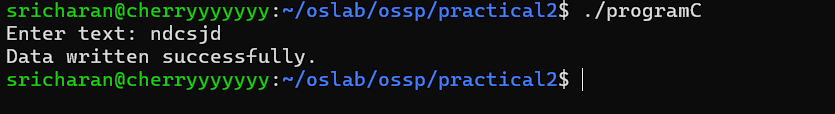 sricharan@cherryyyyyyy:~/oslab/ossp/practical2$ ./programC
Enter text: ndcsjd
Data written successfully.
sricharan@cherryyyyyyy:~/oslab/ossp/practical2$